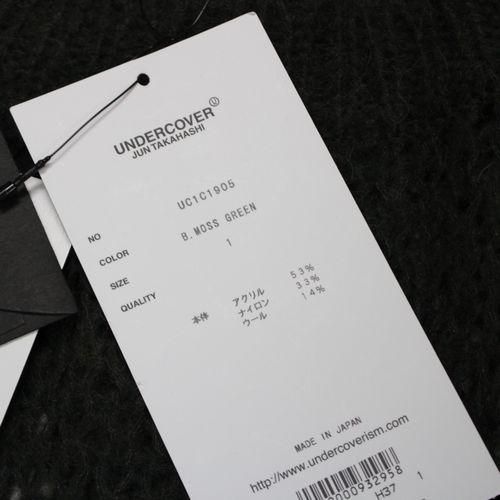 UNDERCOVER Ⓤ
JUN TAKAHASHI
NO UC1C1905
COLOR B.MOSS GREEN
SIZE 1
QUALITY
本体 アクリル 53%
ナイロン 33%
ウール 14%
MADE IN JAPAN
http://www.undercoverism.com
H37 1